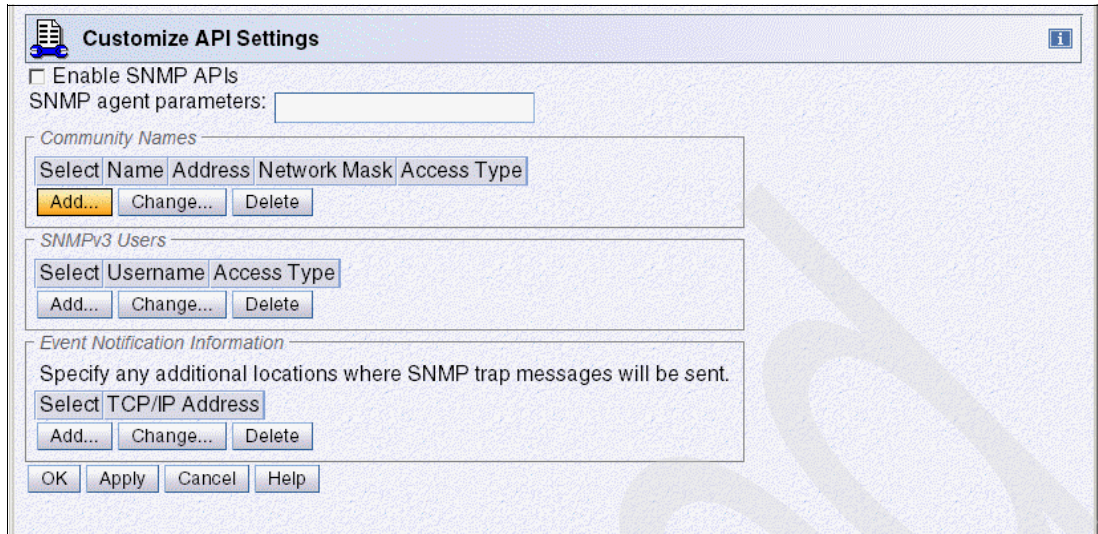 Customize API Settings
i
Enable SNMP APIs
SNMP agent parameters:
Community Names
Select Name Address Network Mask Access Type
Add... Change... Delete
SNMPv3 Users
Select Username Access Type
Add... Change... Delete
Event Notification Information
Specify any additional locations where SNMP trap messages will be sent.
Select TCP/IP Address
Add... Change... Delete
OK Apply Cancel Help